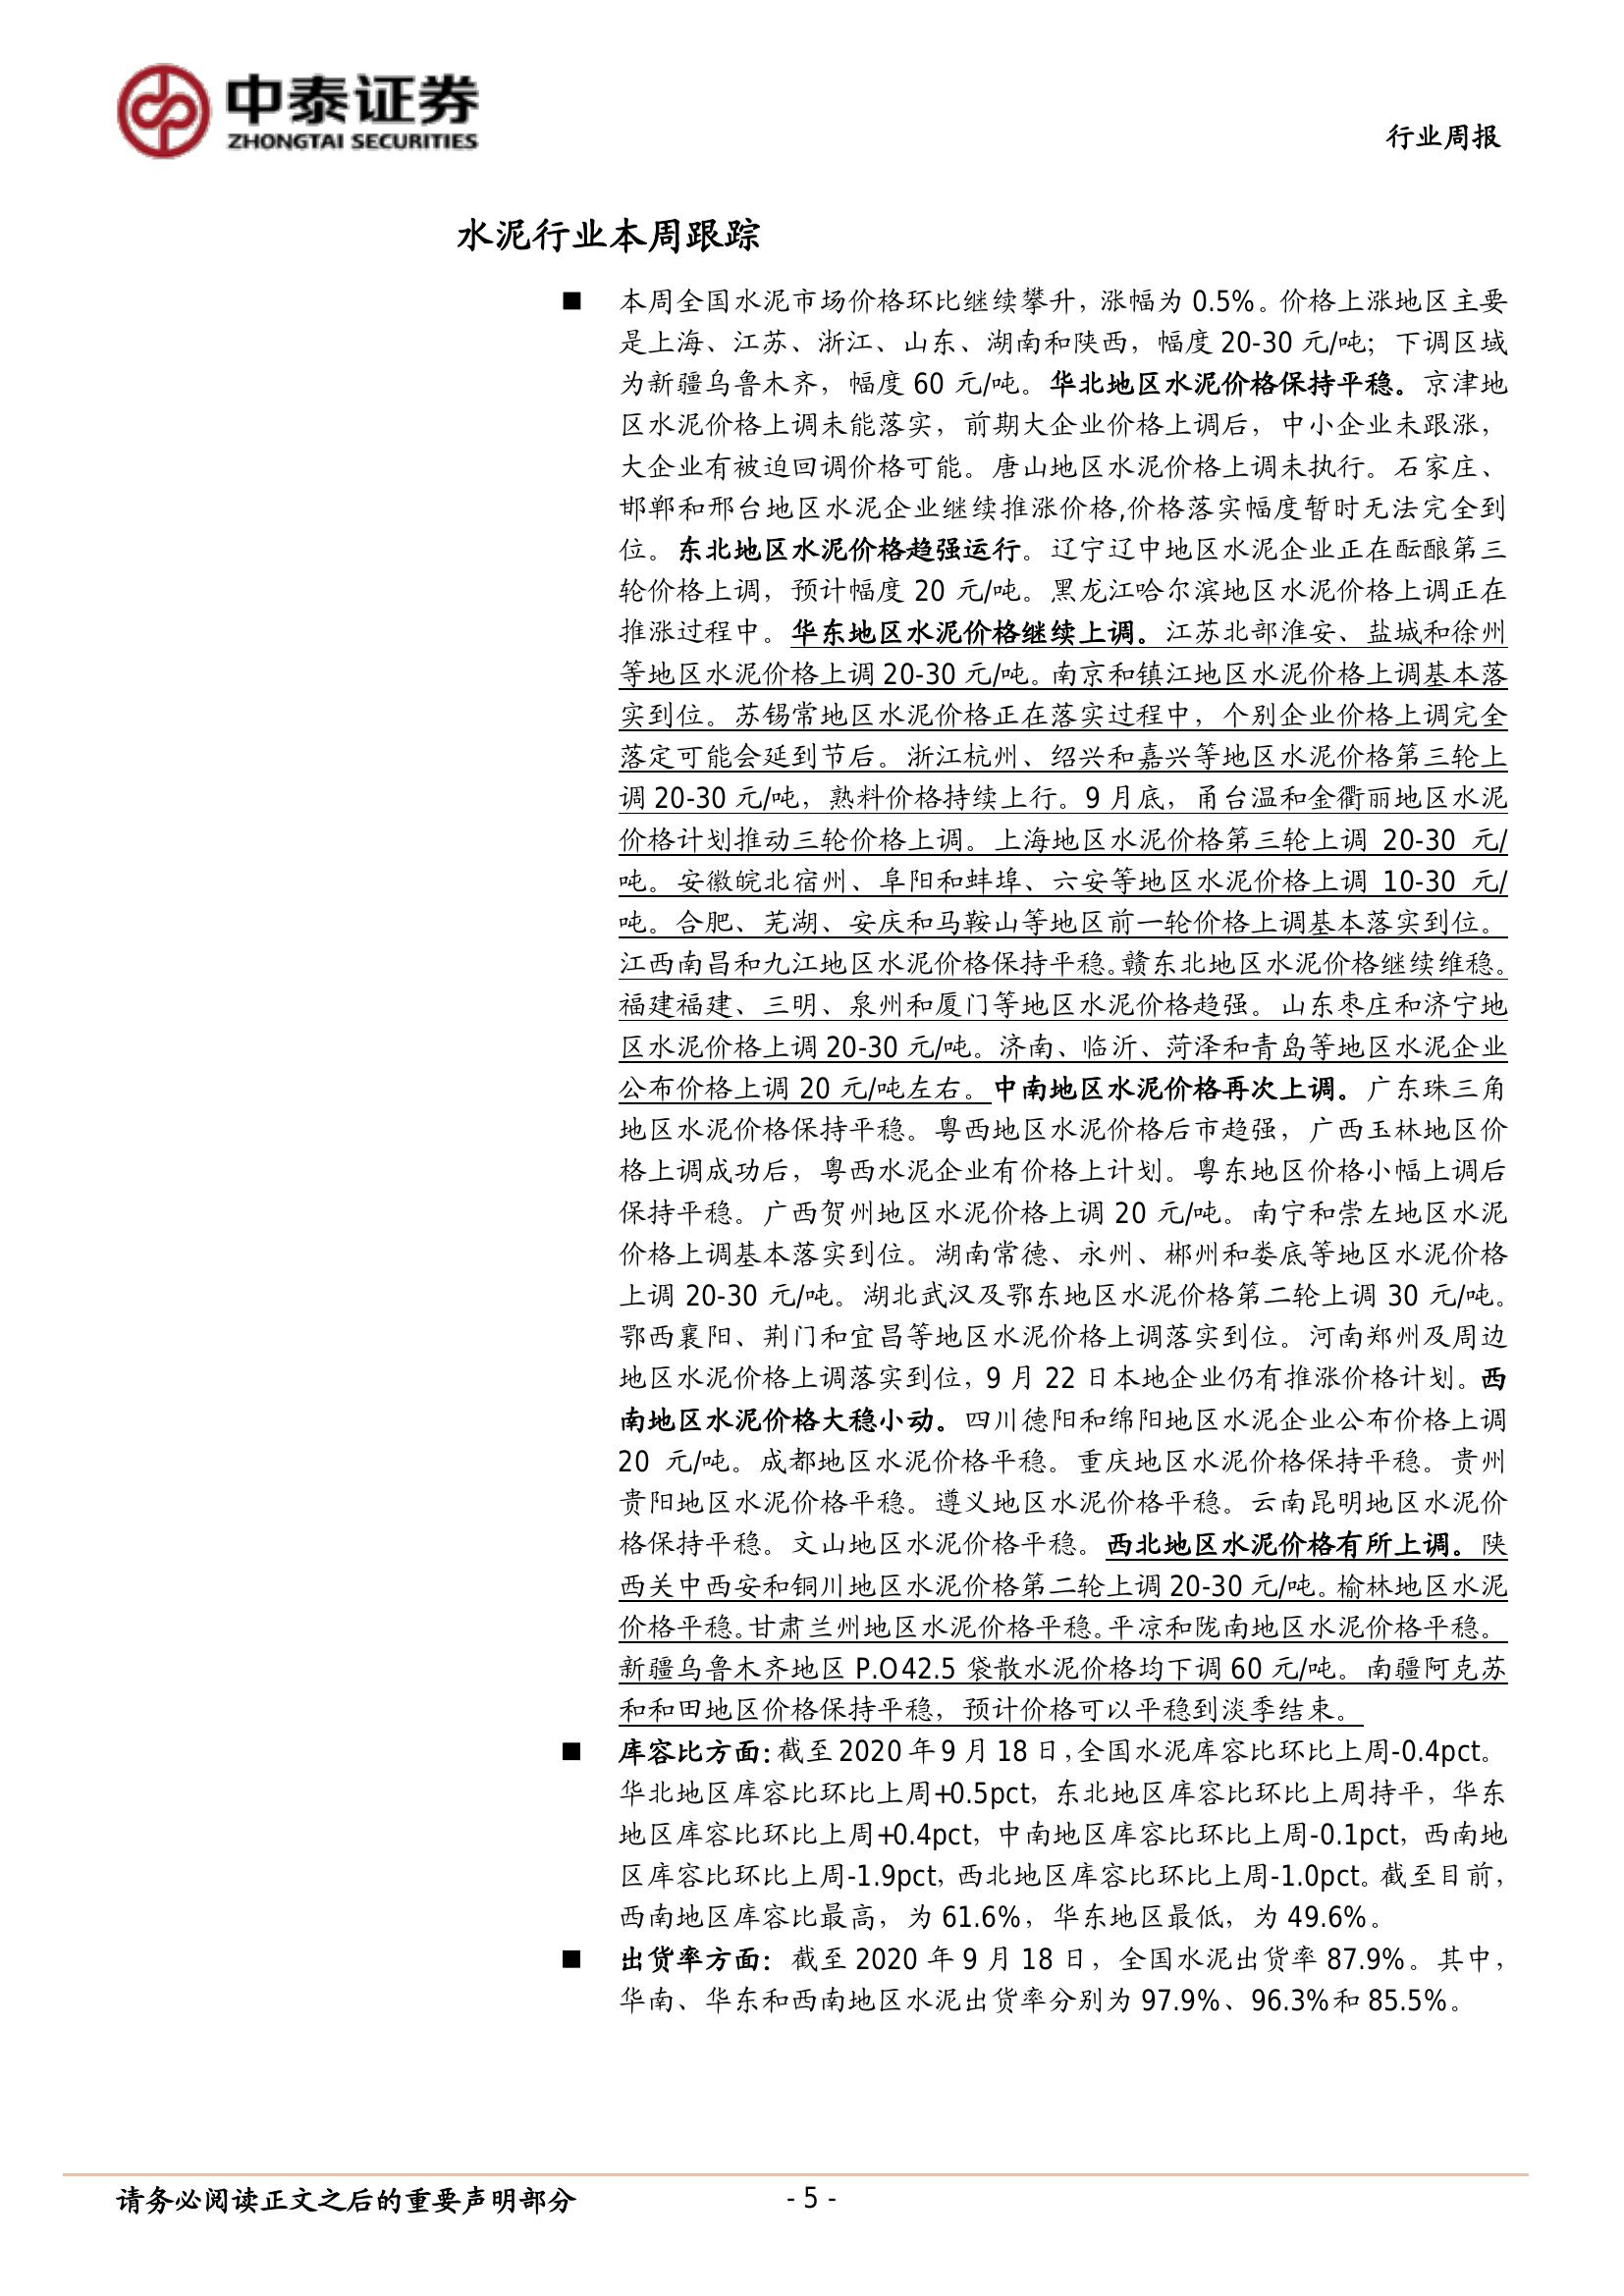 中泰证券
ZHONGTAI SECURITIES
行业周报
水泥行业本周跟踪
■ 本周全国水泥市场价格环比继续攀升，涨幅为 0.5%。价格上涨地区主要
是上海、江苏、浙江、山东、湖南和陕西，幅度 20-30 元/吨；下调区域
为新疆乌鲁木齐，幅度 60 元/吨。华北地区水泥价格保持平稳。京津地
区水泥价格上调未能落实，前期大企业价格上调后，中小企业未跟涨，
大企业有被迫回调价格可能。唐山地区水泥价格上调未执行。石家庄、
邯郸和邢台地区水泥企业继续推涨价格,价格落实幅度暂时无法完全到
位。东北地区水泥价格趋强运行。辽宁辽中地区水泥企业正在酝酿第三
轮价格上调，预计幅度 20 元/吨。黑龙江哈尔滨地区水泥价格上调正在
推涨过程中。华东地区水泥价格继续上调。江苏北部淮安、盐城和徐州
等地区水泥价格上调 20-30 元/吨。南京和镇江地区水泥价格上调基本落
实到位。苏锡常地区水泥价格正在落实过程中，个别企业价格上调完全
落定可能会延到节后。浙江杭州、绍兴和嘉兴等地区水泥价格第三轮上
调 20-30 元/吨，熟料价格持续上行。9 月底，甬台温和金衢丽地区水泥
价格计划推动三轮价格上调。上海地区水泥价格第三轮上调 20-30 元/
吨。安徽皖北宿州、阜阳和蚌埠、六安等地区水泥价格上调 10-30 元/
吨。合肥、芜湖、安庆和马鞍山等地区前一轮价格上调基本落实到位。
江西南昌和九江地区水泥价格保持平稳。赣东北地区水泥价格继续维稳。
福建福建、三明、泉州和厦门等地区水泥价格趋强。山东枣庄和济宁地
区水泥价格上调 20-30 元/吨。济南、临沂、菏泽和青岛等地区水泥企业
公布价格上调 20 元/吨左右。中南地区水泥价格再次上调。广东珠三角
地区水泥价格保持平稳。粤西地区水泥价格后市趋强，广西玉林地区价
格上调成功后，粤西水泥企业有价格上计划。粤东地区价格小幅上调后
保持平稳。广西贺州地区水泥价格上调 20 元/吨。南宁和崇左地区水泥
价格上调基本落实到位。湖南常德、永州、郴州和娄底等地区水泥价格
上调 20-30 元/吨。湖北武汉及鄂东地区水泥价格第二轮上调 30 元/吨。
鄂西襄阳、荆门和宜昌等地区水泥价格上调落实到位。河南郑州及周边
地区水泥价格上调落实到位，9 月 22 日本地企业仍有推涨价格计划。西
南地区水泥价格大稳小动。四川德阳和绵阳地区水泥企业公布价格上调
20 元/吨。成都地区水泥价格平稳。重庆地区水泥价格保持平稳。贵州
贵阳地区水泥价格平稳。遵义地区水泥价格平稳。云南昆明地区水泥价
格保持平稳。文山地区水泥价格平稳。西北地区水泥价格有所上调。陕
西关中西安和铜川地区水泥价格第二轮上调 20-30 元/吨。榆林地区水泥
价格平稳。甘肃兰州地区水泥价格平稳。平凉和陇南地区水泥价格平稳。
新疆乌鲁木齐地区 P.O42.5 袋散水泥价格均下调 60 元/吨。南疆阿克苏
和和田地区价格保持平稳，预计价格可以平稳到淡季结束。
■ 库容比方面：截至 2020 年 9 月 18 日，全国水泥库容比环比上周-0.4pct。
华北地区库容比环比上周+0.5pct，东北地区库容比环比上周持平，华东
地区库容比环比上周+0.4pct，中南地区库容比环比上周-0.1pct，西南地
区库容比环比上周-1.9pct，西北地区库容比环比上周-1.0pct。截至目前，
西南地区库容比最高，为 61.6%，华东地区最低，为 49.6%。
■ 出货率方面：截至 2020 年 9 月 18 日，全国水泥出货率 87.9%。其中，
华南、华东和西南地区水泥出货率分别为 97.9%、96.3%和 85.5%。
请务必阅读正文之后的重要声明部分
- 5 -